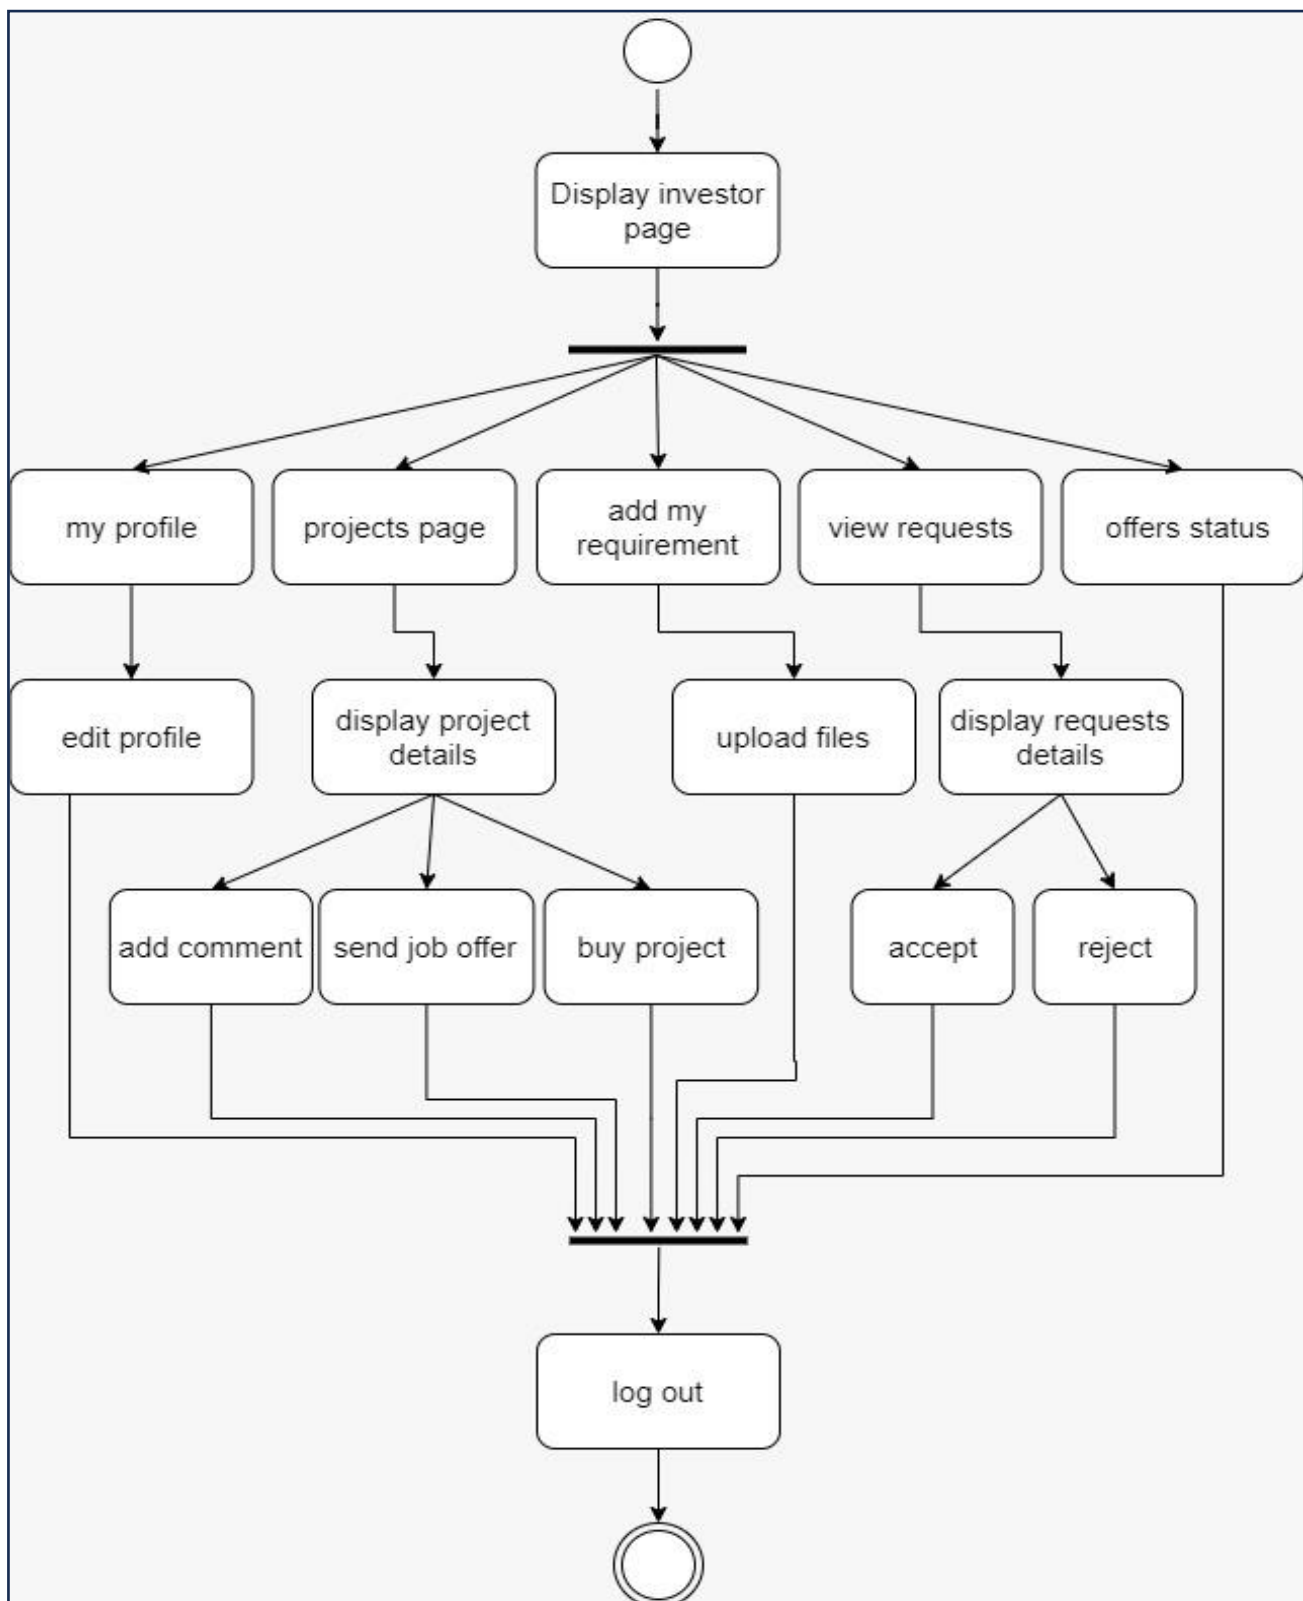 Display investor
page
my profile
projects page
add my
requirement
view requests
offers status
edit profile
display project
details
upload files
display requests
details
add comment
send job offer
buy project
accept
reject
log out